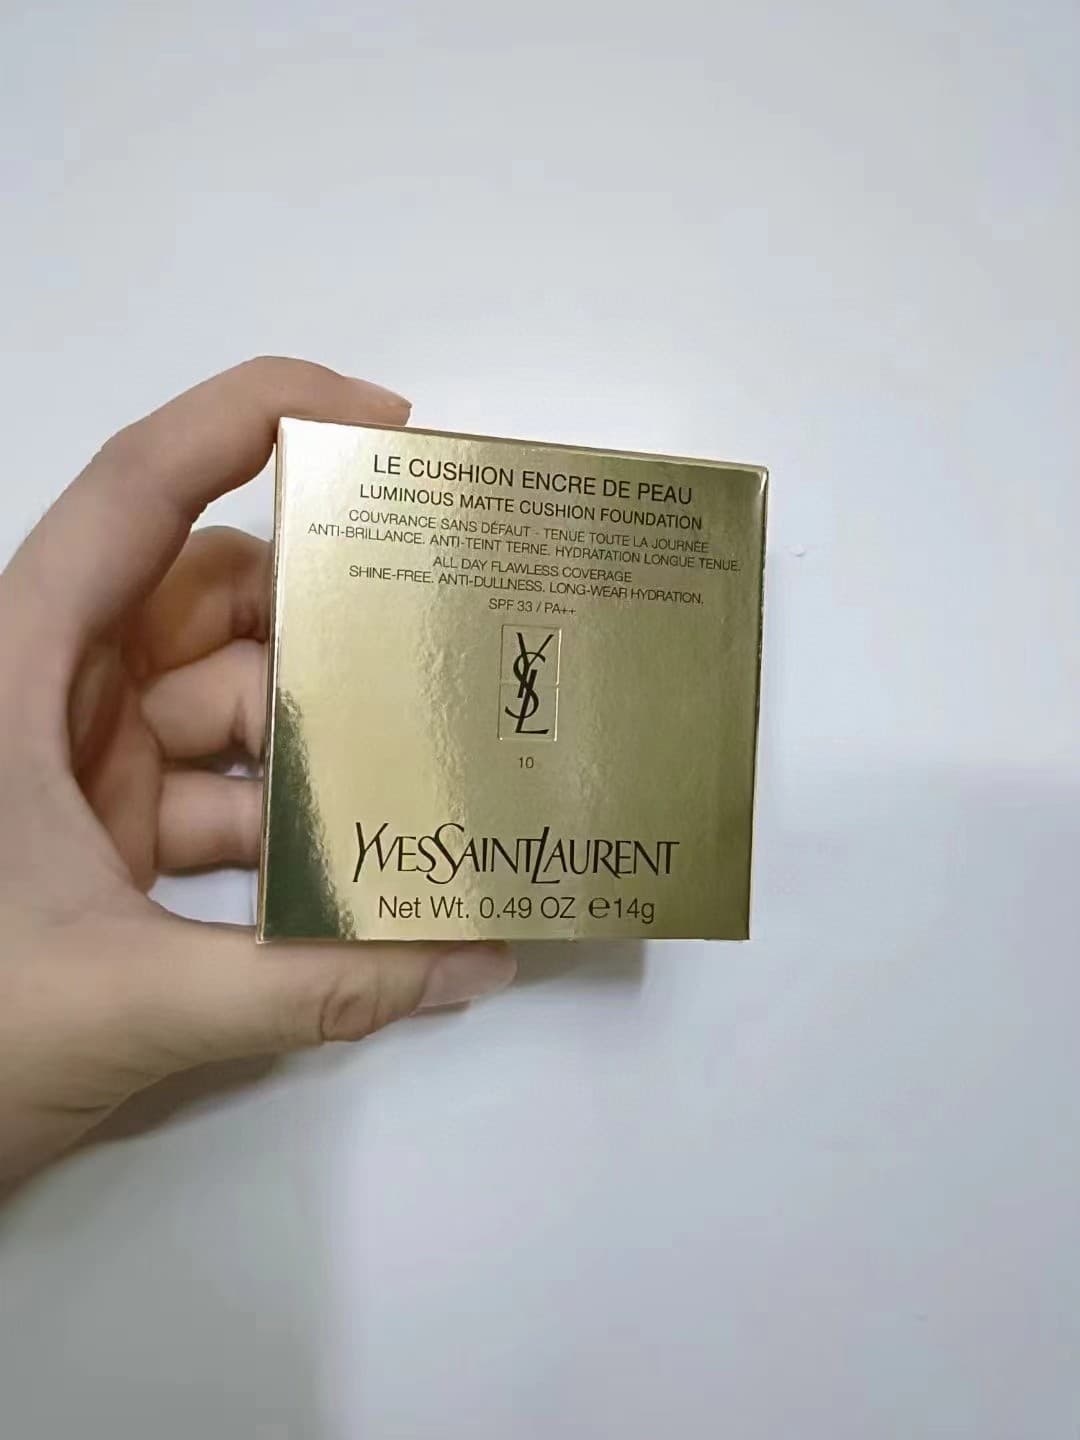 LE CUSHION ENCRE DE PEAU
LUMINOUS MATTE CUSHION FOUNDATION
COUVRANCE SANS DÉFAUT - TENUE TOUTE LA JOURNÉE
ANTI-BRILLANCE. ANTI-TEINT TERNE. HYDRATATION LONGUE TENUE.
ALL DAY FLAWLESS COVERAGE
SHINE-FREE. ANTI-DULLNESS. LONG-WEAR HYDRATION.
SPF 33 / PA++
YSL
10
YVESSAINTLAURENT
Net Wt. 0.49 OZ ℮14g